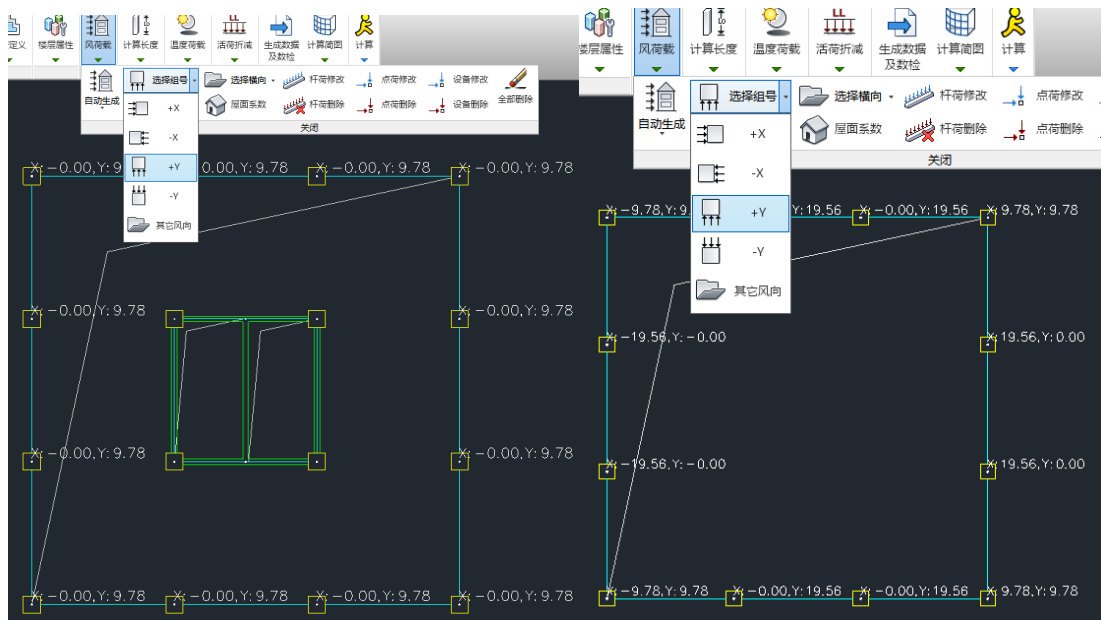 定义 楼层属性 风荷载 计算长度 温度荷载 活荷折减 生成数据及数检 计算简图 计算
自动生成 选择组号 选择横向 杆荷修改 点荷修改 设备修改 全部删除
+X 屋面系数 杆荷删除 点荷删除 设备删除
关闭
-X
+Y
-Y
其它风向
X:-0.00,Y:9 0.00,Y:9.78 X:-0.00,Y:9.78 X:-0.00,Y:9.78
X:-0.00,Y:9.78 X:-0.00,Y:9.78
X:-0.00,Y:9.78 X:-0.00,Y:9.78
X:-0.00,Y:9.78 X:-0.00,Y:9.78 X:-0.00,Y:9.78 X:-0.00,Y:9.78
楼层属性 风荷载 计算长度 温度荷载 活荷折减 生成数据及数检 计算简图 计算
自动生成 选择组号 选择横向 杆荷修改 点荷修改
+X 屋面系数 杆荷删除 点荷删除
关闭
-X
+Y
-Y
其它风向
X:-9.78,Y:9. Y:19.56 X:-0.00,Y:19.56 X:9.78,Y:9.78
X:-19.56,Y:-0.00 X:19.56,Y:0.00
X:-19.56,Y:-0.00 X:19.56,Y:0.00
X:-9.78,Y:9.78 X:-0.00,Y:19.56 X:-0.00,Y:19.56 X:9.78,Y:9.78